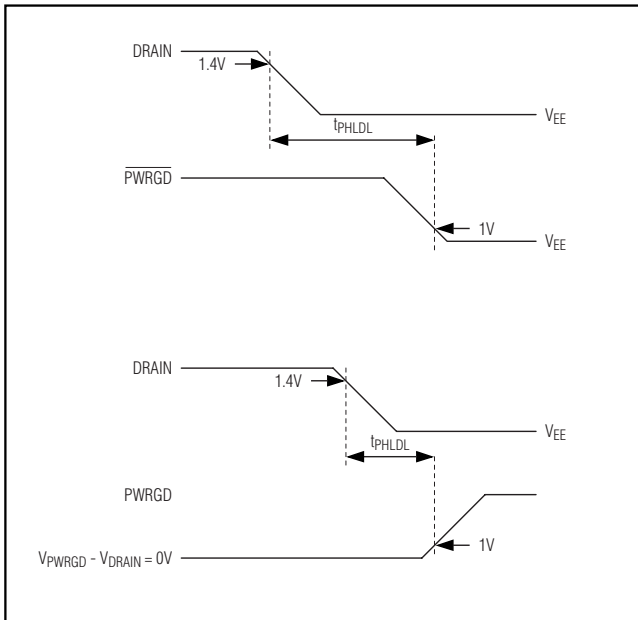 DRAIN
1.4V
VEE
tPHLDL
PWRGD
1V
VEE
DRAIN
1.4V
VEE
tPHLDL
PWRGD
1V
VPWRGD - VDRAIN = 0V